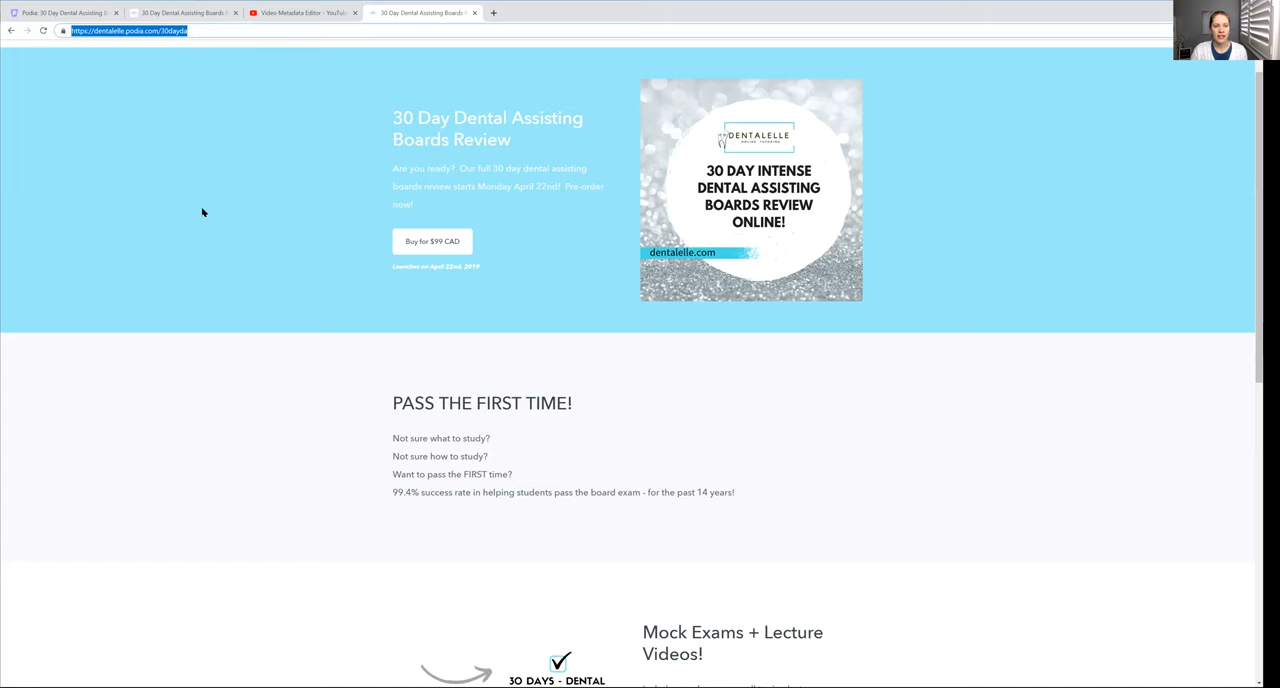 Podia: 30 Day Dental Assisting B
30 Day Dental Assisting Boards R
Video Metadata Editor - YouTub
30 Day Dental Assisting Boards R
https://dentalelle.podia.com/30dayda
30 Day Dental Assisting
Boards Review
Are you ready? Our full 30 day dental assisting
boards review starts Monday April 22nd! Pre-order
now!
Buy for $99 CAD
Launches on April 22nd, 2019
DENTALELLE
ONLINE TUTORING
30 DAY INTENSE
DENTAL ASSISTING
BOARDS REVIEW
ONLINE!
dentalelle.com
PASS THE FIRST TIME!
Not sure what to study?
Not sure how to study?
Want to pass the FIRST time?
99.4% success rate in helping students pass the board exam - for the past 14 years!
Mock Exams + Lecture
Videos!
30 DAYS - DENTAL